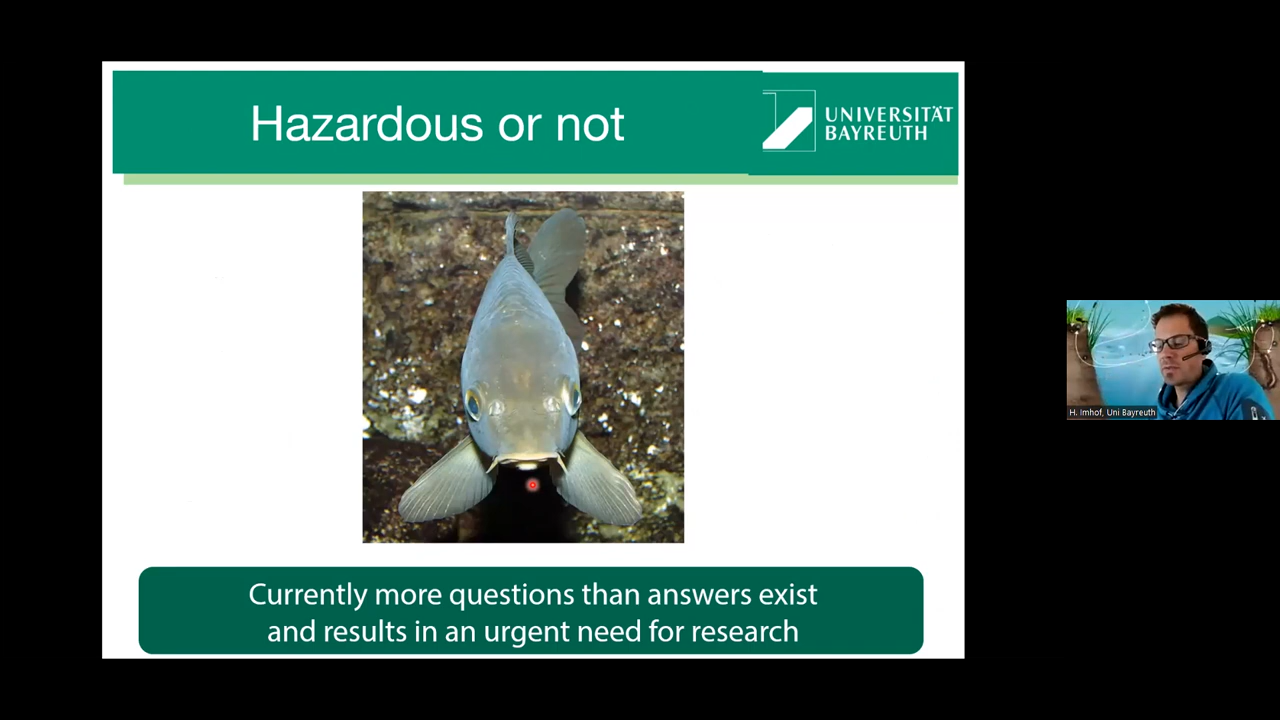 Hazardous or not
UNIVERSITÄT
BAYREUTH
Currently more questions than answers exist
and results in an urgent need for research
H. Imhof, Uni Bayreuth